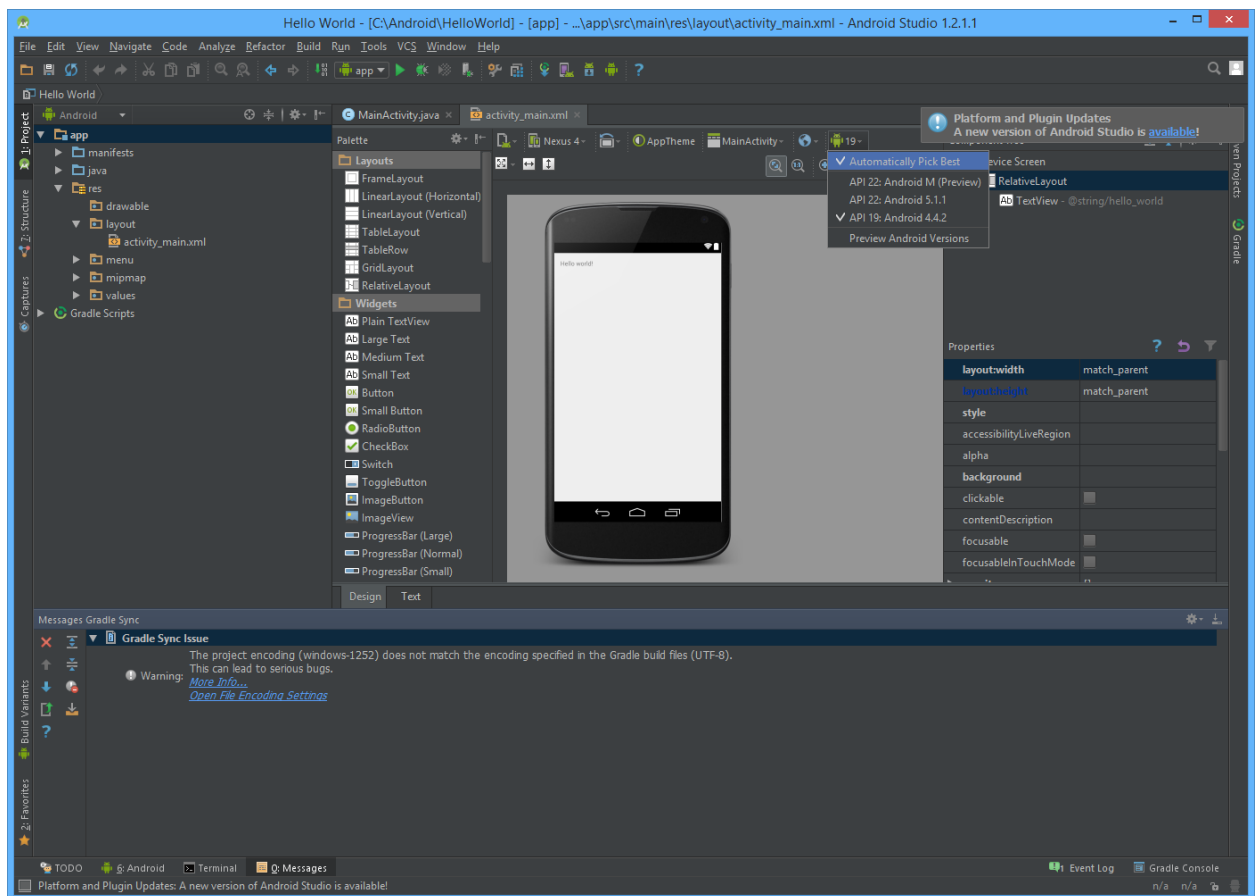 Hello World - [C:\Android\HelloWorld] - [app] - ...\app\src\main\res\layout\activity_main.xml - Android Studio 1.2.1.1
File Edit View Navigate Code Analyze Refactor Build Run Tools VCS Window Help
app
Hello World
1: Project
Z: Structure
Captures
Build Variants
2: Favorites
Android
app
manifests
java
res
drawable
layout
activity_main.xml
menu
mipmap
values
Gradle Scripts
MainActivity.java
activity_main.xml
Palette
Layouts
FrameLayout
LinearLayout (Horizontal)
LinearLayout (Vertical)
TableLayout
TableRow
GridLayout
RelativeLayout
Widgets
Plain TextView
Large Text
Medium Text
Small Text
Button
Small Button
RadioButton
CheckBox
Switch
ToggleButton
ImageButton
ImageView
ProgressBar (Large)
ProgressBar (Normal)
ProgressBar (Small)
Nexus 4 AppTheme MainActivity 19
Automatically Pick Best
API 22: Android M (Preview)
API 22: Android 5.1.1
API 19: Android 4.4.2
Preview Android Versions
Hello world!
Platform and Plugin Updates
A new version of Android Studio is available!
Screen
RelativeLayout
TextView - @string/hello_world
Gradle
Properties
layout:width match_parent
layout:height match_parent
style
accessibilityLiveRegion
alpha
background
clickable
contentDescription
focusable
focusableInTouchMode
Design Text
Messages Gradle Sync
Gradle Sync Issue
Warning: The project encoding (windows-1252) does not match the encoding specified in the Gradle build files (UTF-8).
This can lead to serious bugs.
More Info...
Open File Encoding Settings
TODO 6: Android Terminal 0: Messages
1 Event Log Gradle Console
Platform and Plugin Updates: A new version of Android Studio is available!
n/a n/a